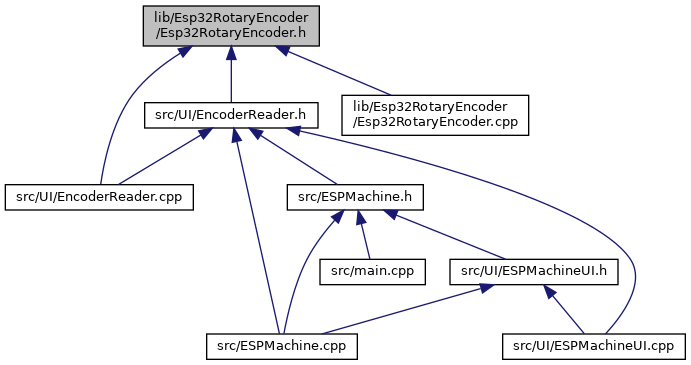 lib/Esp32RotaryEncoder
/Esp32RotaryEncoder.h
src/UI/EncoderReader.h
lib/Esp32RotaryEncoder
/Esp32RotaryEncoder.cpp
src/UI/EncoderReader.cpp
src/ESPMachine.h
src/main.cpp
src/UI/ESPMachineUI.h
src/ESPMachine.cpp
src/UI/ESPMachineUI.cpp